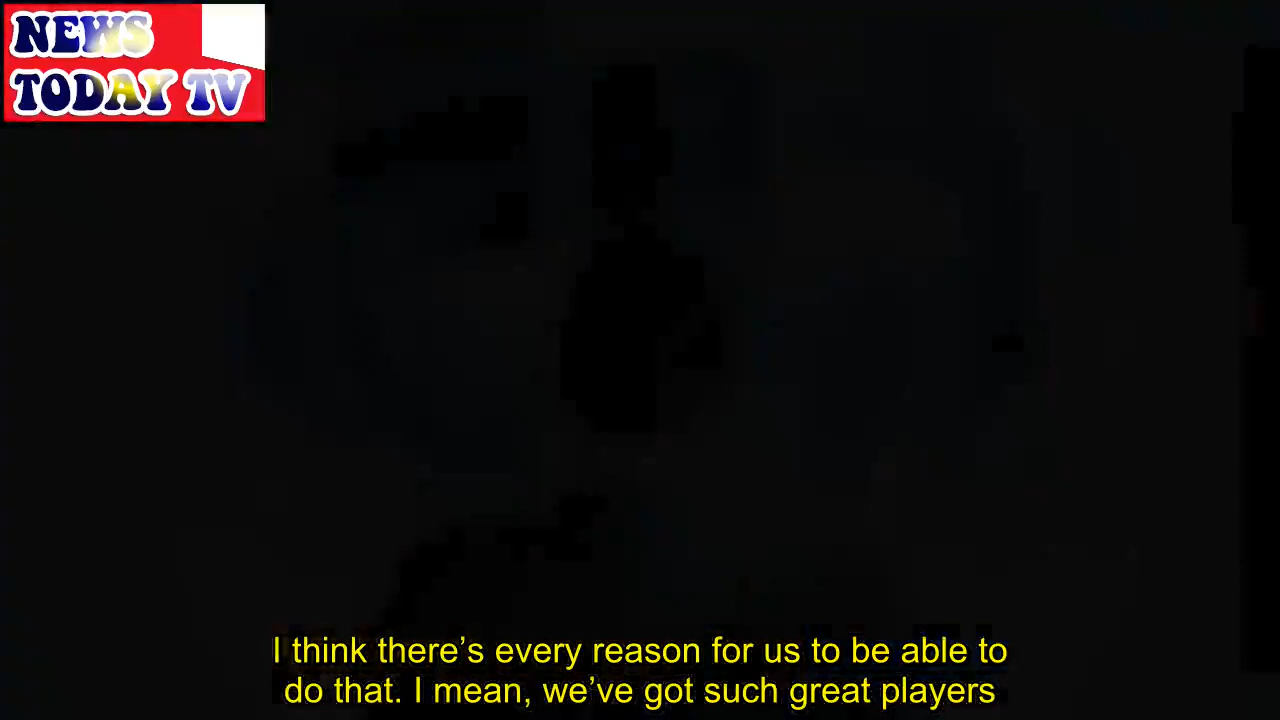 NEWS
TODAY TV
I think there’s every reason for us to be able to
do that. I mean, we’ve got such great players